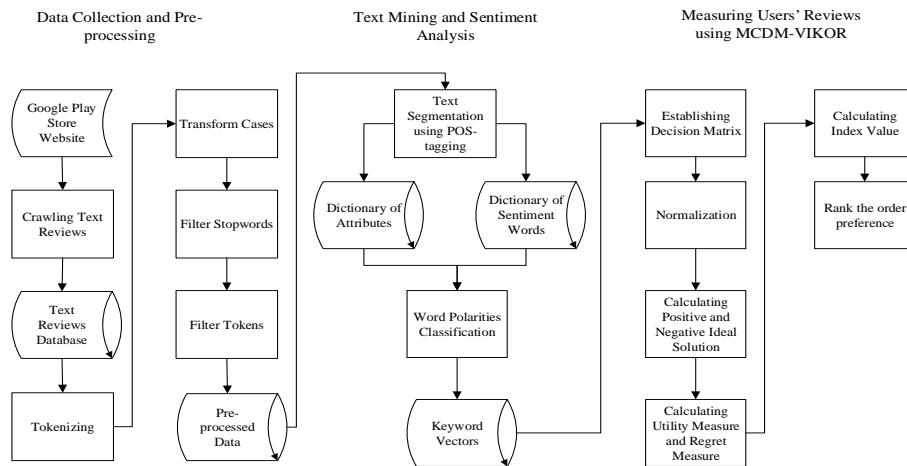 Data Collection and Pre-
processing
Text Mining and Sentiment
Analysis
Measuring Users' Reviews
using MCDM-VIKOR
Google Play
Store
Website
Crawling Text
Reviews
Text
Reviews
Database
Tokenizing
Transform Cases
Filter Stopwords
Filter Tokens
Pre-
processed
Data
Text
Segmentation
using POS-
tagging
Dictionary of
Attributes
Dictionary of
Sentiment
Words
Word Polarities
Classification
Keyword
Vectors
Establishing
Decision Matrix
Normalization
Calculating
Positive and
Negative Ideal
Solution
Calculating
Utility Measure
and Regret
Measure
Calculating
Index Value
Rank the order
preference